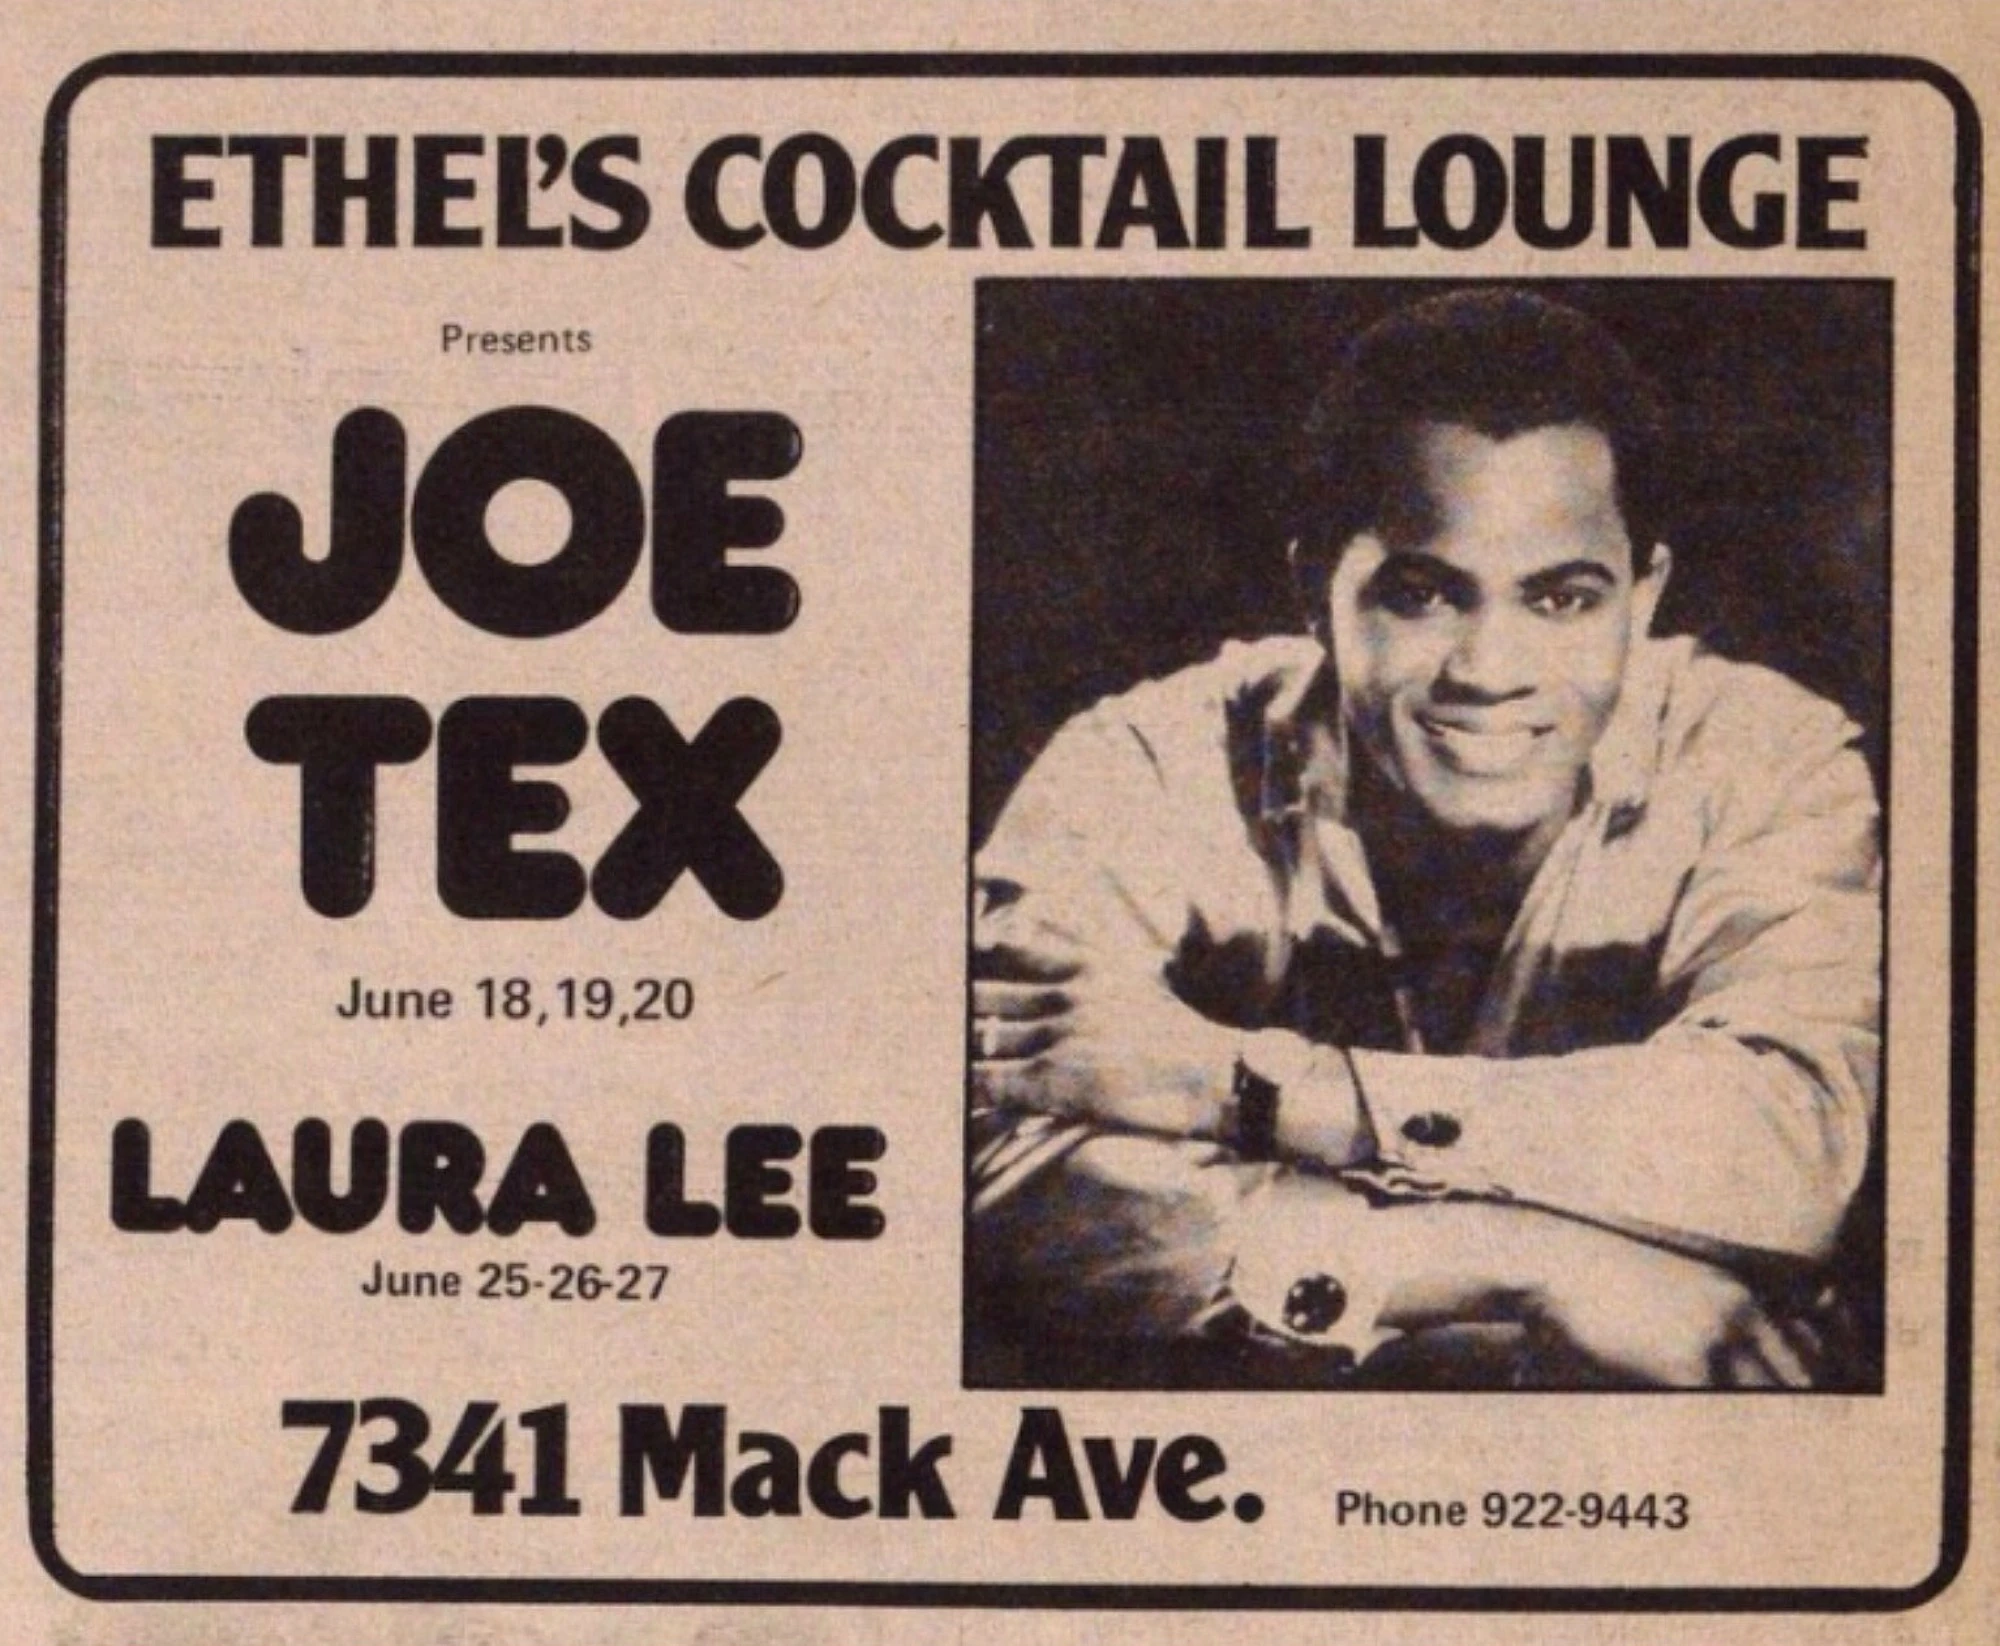 ETHEL'S COCKTAIL LOUNGE
Presents
JOE
TEX
June 18,19,20
LAURA LEE
June 25-26-27
7341 Mack Ave.
Phone 922-9443